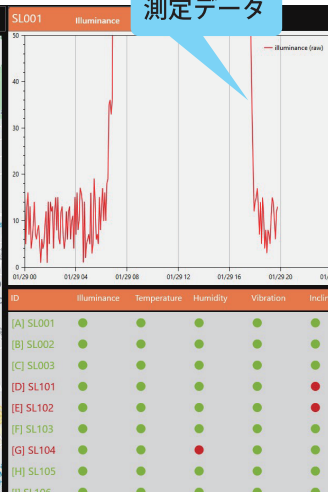 測定データ
SL001 Illuminance
illuminance (raw)
50
40
30
20
0
10
0
01/29 00 01/29 04 01/29 08 01/29 12 01/29 16 01/29 20
ID Illuminance Temperature Humidity Vibration Inclin
[A] SL001
[B] SL002
[C] SL003
[D] SL101
[E] SL102
[F] SL103
[G] SL104
[H] SL105